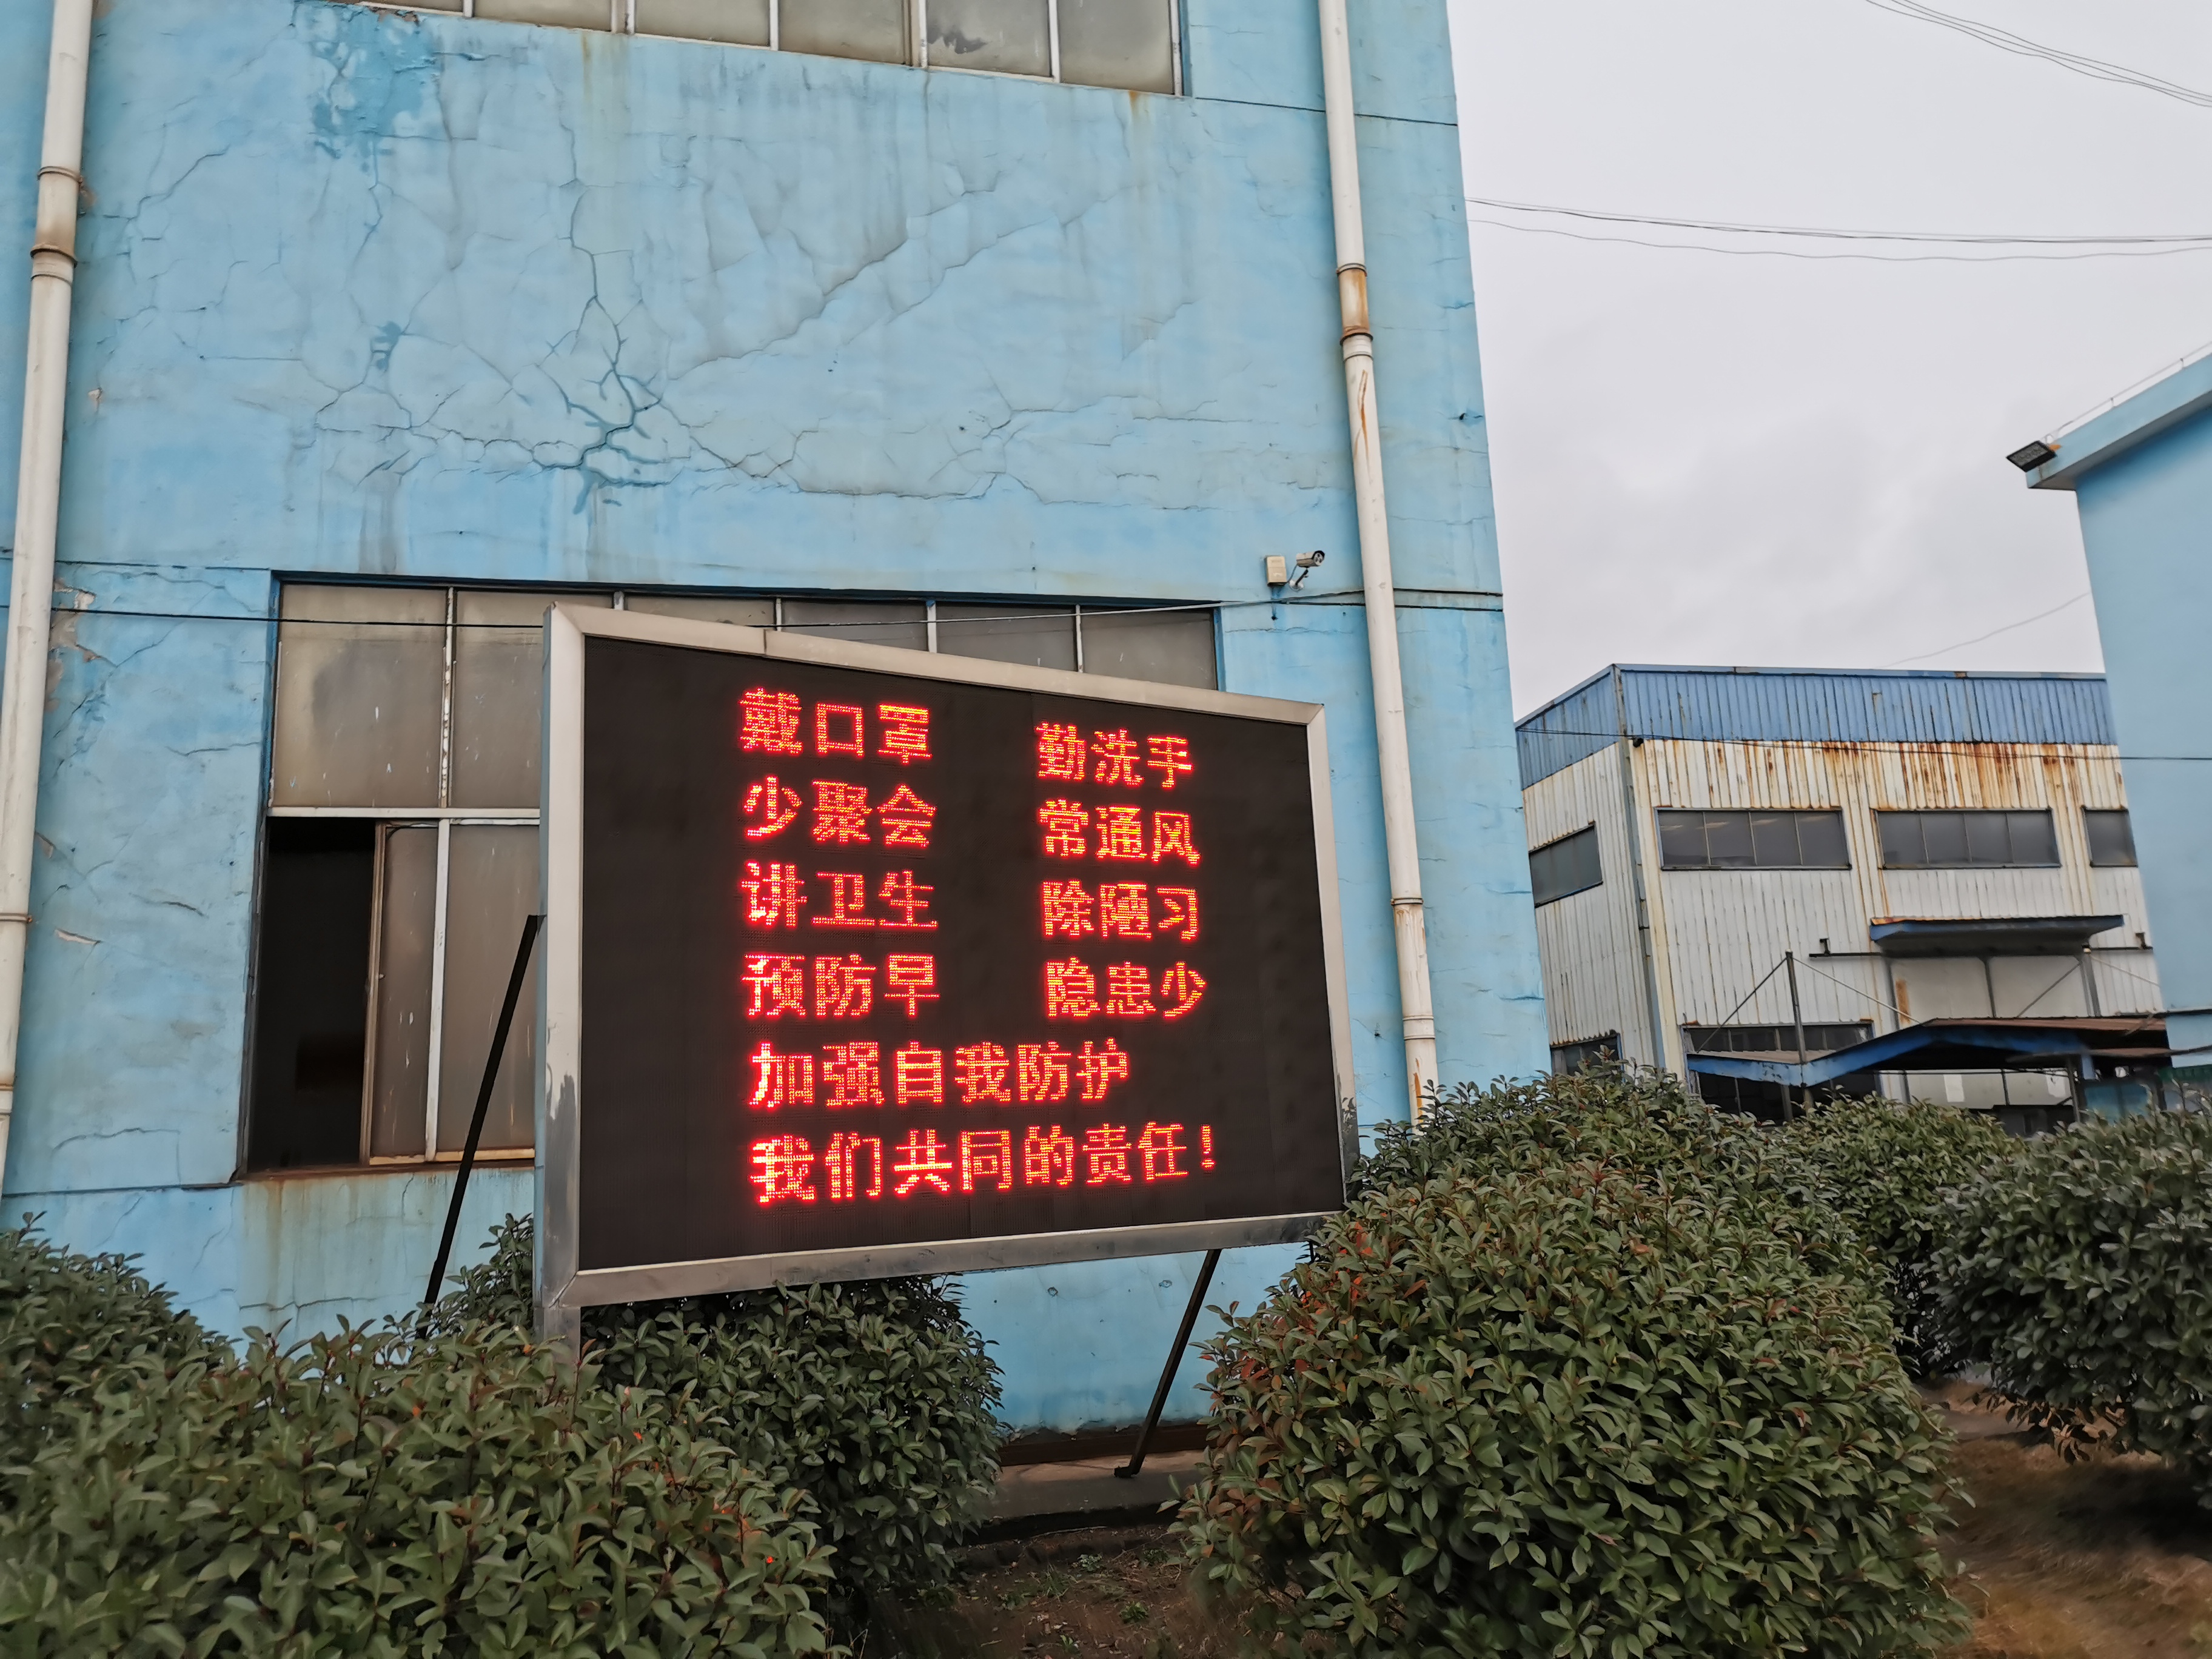 戴口罩 勤洗手
少聚会 常通风
讲卫生 除陋习
预防早 隐患少
加强自我防护
我们共同的责任!